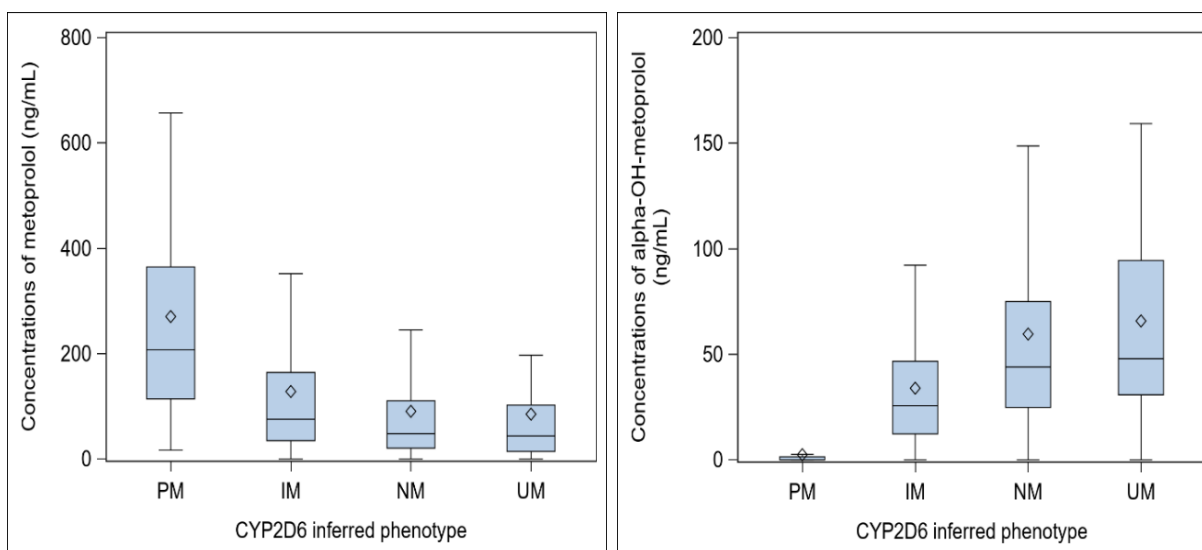 Concentrations of metoprolol (ng/mL)
800
600
400
200
0
PM IM NM UM
CYP2D6 inferred phenotype
Concentrations of alpha-OH-metoprolol
(ng/mL)
200
150
100
50
0
PM IM NM UM
CYP2D6 inferred phenotype